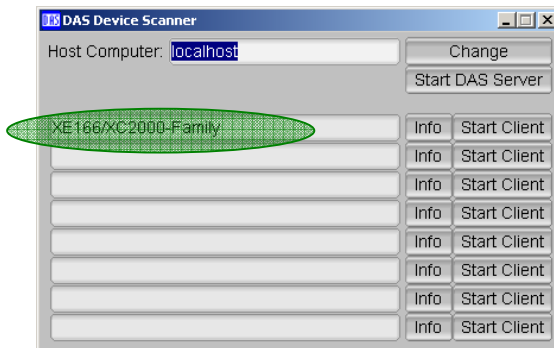 DAS DAS Device Scanner
Host Computer: localhost Change
Start DAS Server
XE166/XC2000-Family Info Start Client
Info Start Client
Info Start Client
Info Start Client
Info Start Client
Info Start Client
Info Start Client
Info Start Client